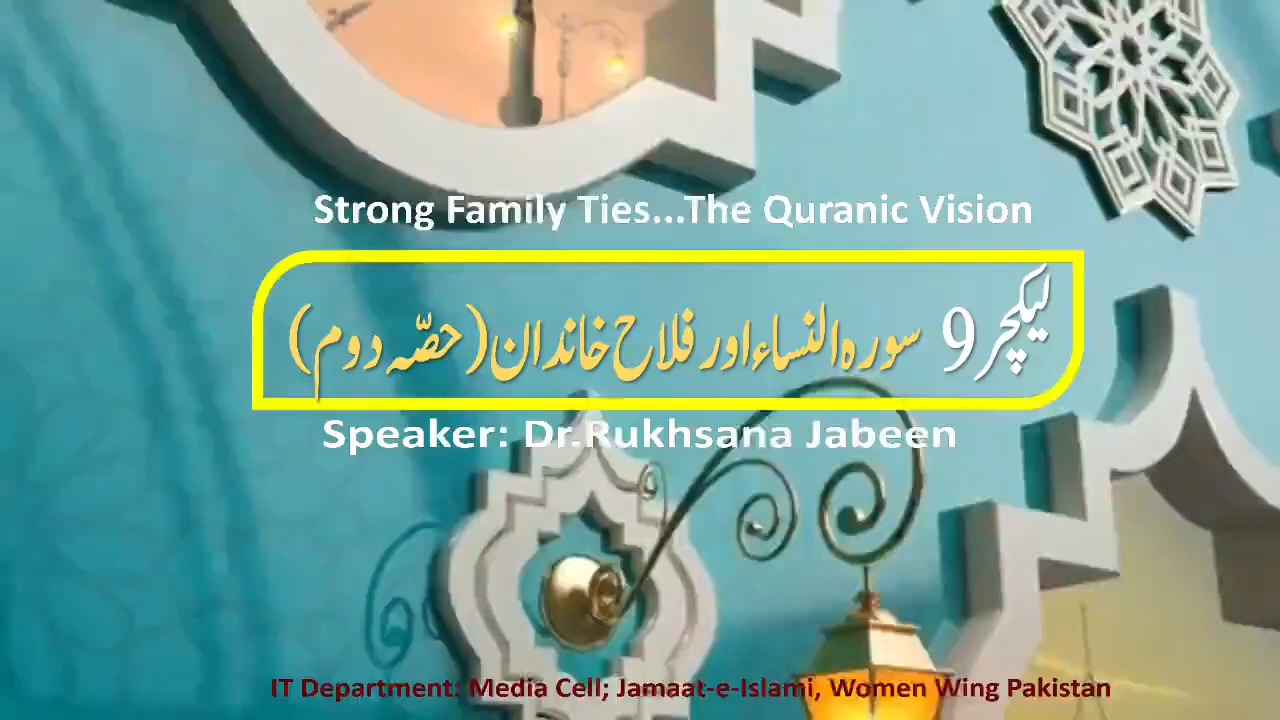 Strong Family Ties...The Quranic Vision
لیکچر 9 سورہ النساء اور فلاح خاندان (حصّہ دوم)
Speaker: Dr.Rukhsana Jabeen
IT Department: Media Cell; Jamaat-e-Islami, Women Wing Pakistan